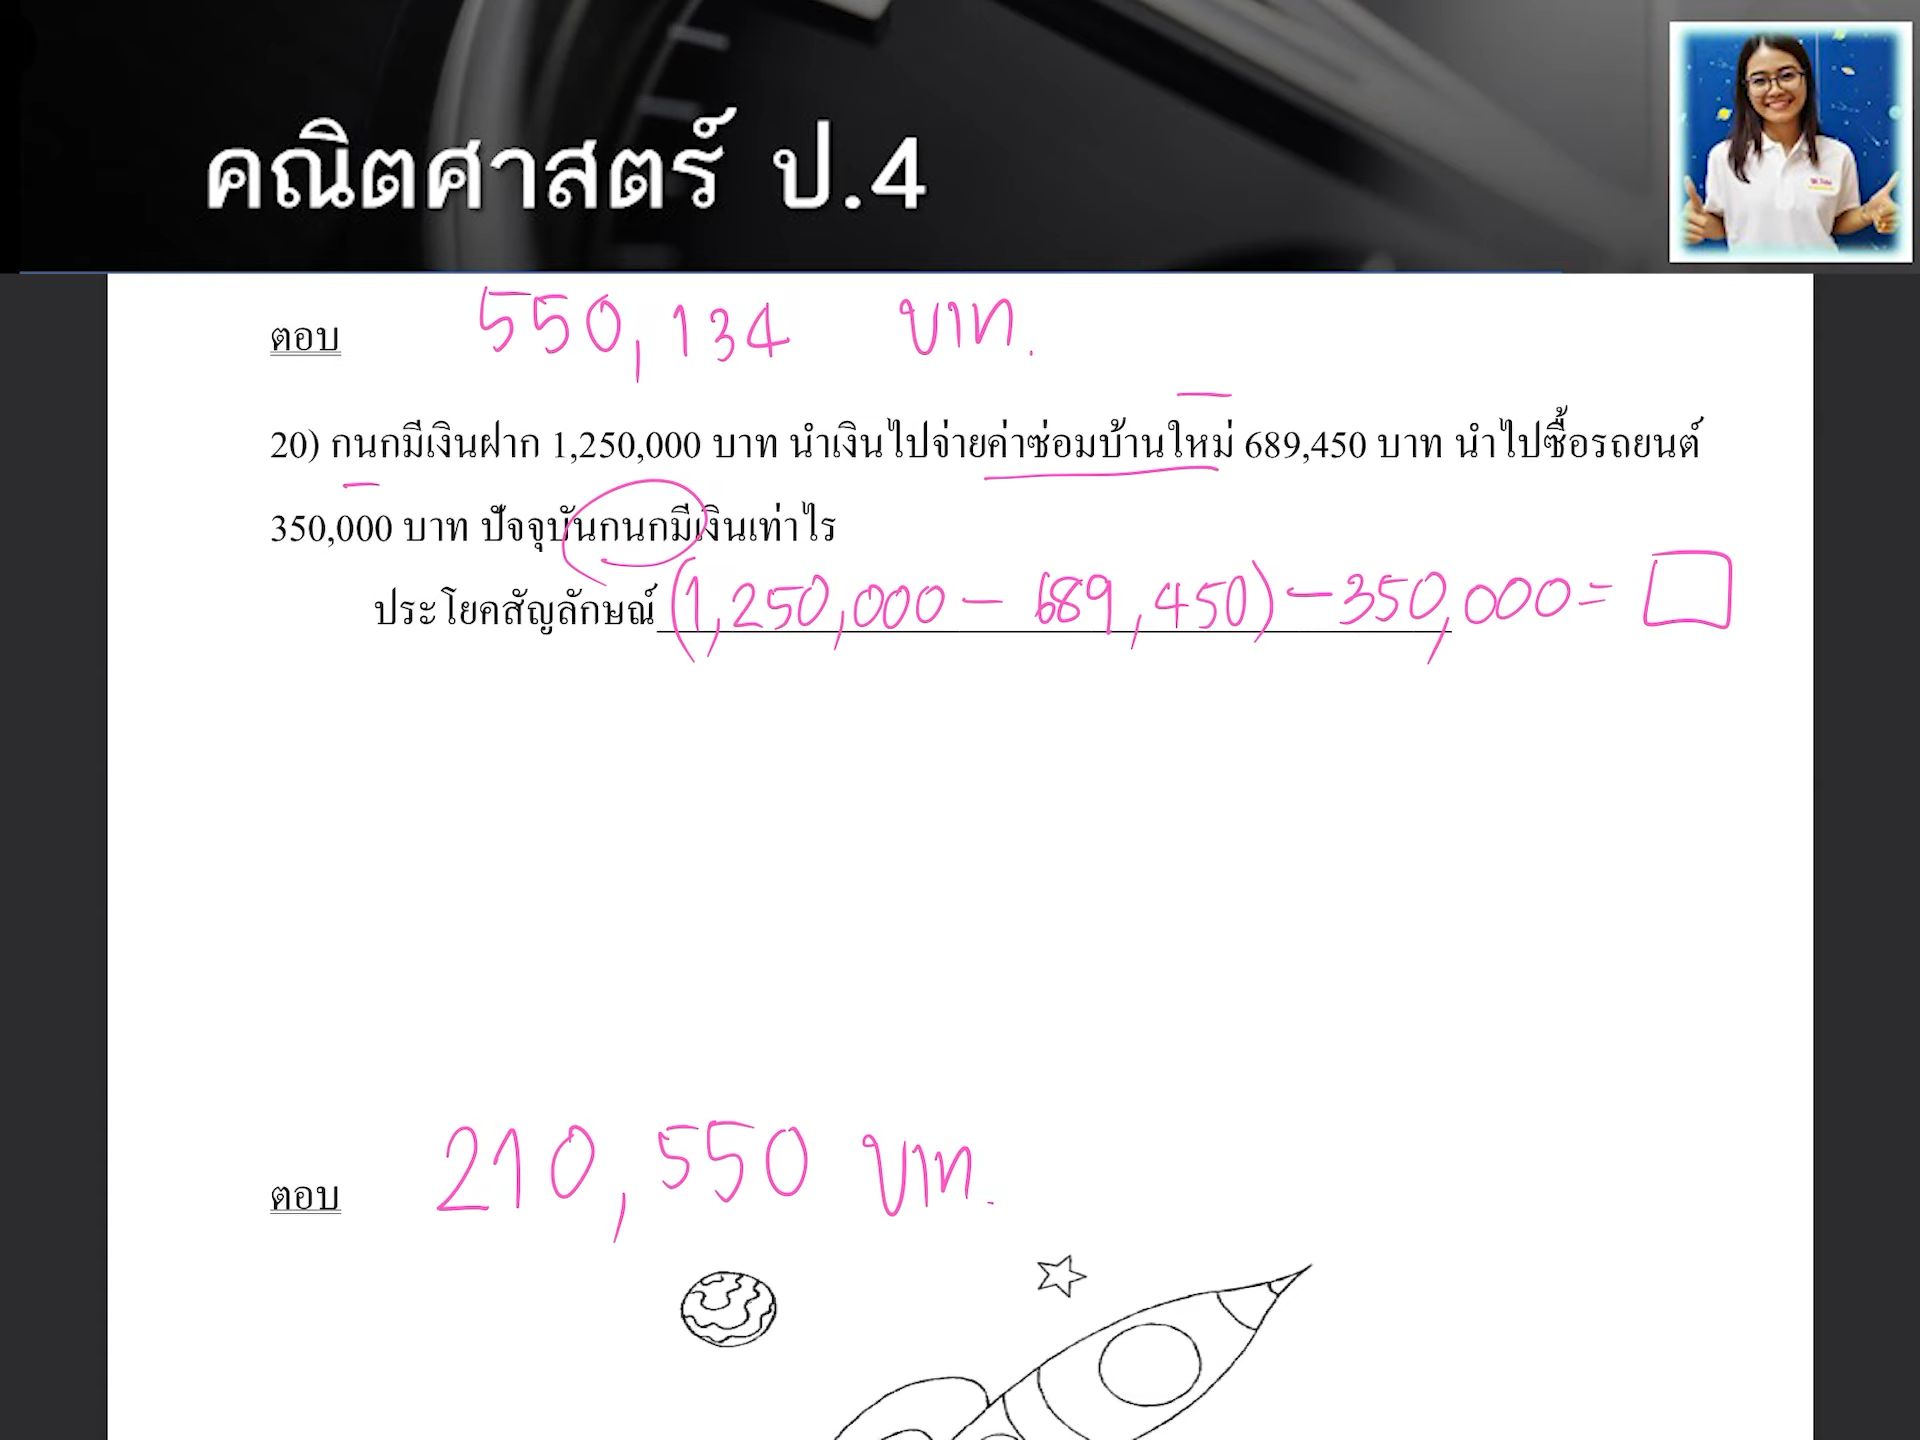 คณิตศาสตร์ ป.4
ตอบ 550,134 บาท.
20) กนกมีเงินฝาก 1,250,000 บาท นำเงินไปจ่ายค่าซ่อมบ้านใหม่ 689,450 บาท นำไปซื้อรถยนต์
350,000 บาท ปัจจุบันกนกมีเงินเท่าไร
ประโยคสัญลักษณ์ (1,250,000 - 689,450) - 350,000 = □
ตอบ 210,550 บาท.